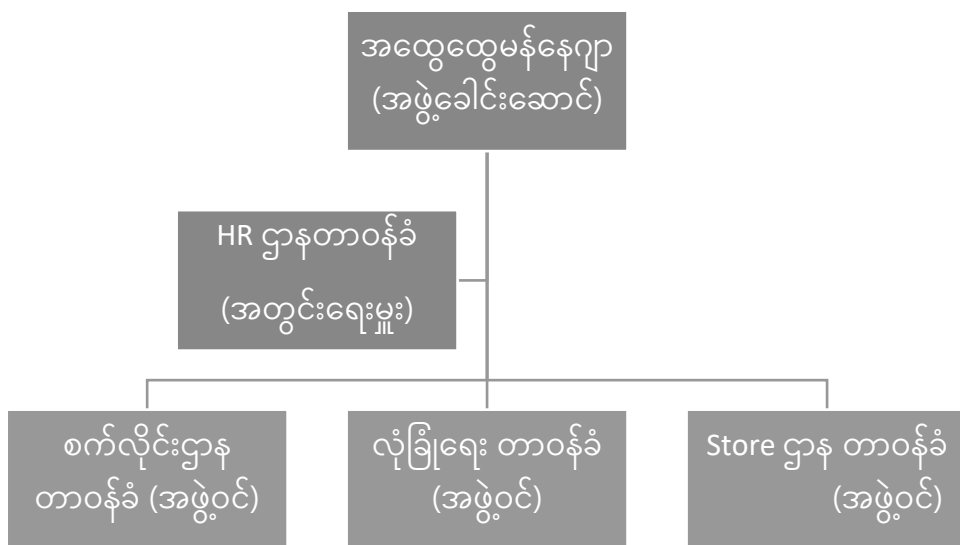 အထွေထွေမန်နေဂျာ
(အဖွဲ့ခေါင်းဆောင်)
HR ဌာနတာဝန်ခံ
(အတွင်းရေးမှူး)
စက်လိုင်းဌာန
တာဝန်ခံ (အဖွဲ့ဝင်)
လုံခြုံရေး တာဝန်ခံ
(အဖွဲ့ဝင်)
Store ဌာန တာဝန်ခံ
(အဖွဲ့ဝင်)